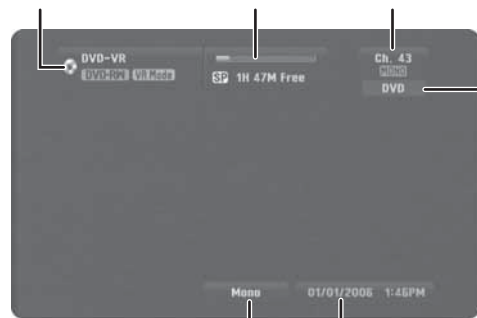 DVD-VR
DVD-RW VR Mode
SP 1H 47M Free
Ch. 43
MONO
DVD
Mono
01/01/2006 1:46PM